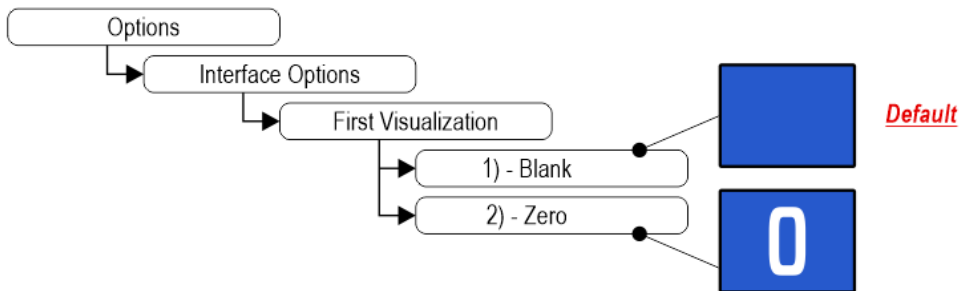 Options
Interface Options
First Visualization
1) - Blank
Default
2) - Zero
0